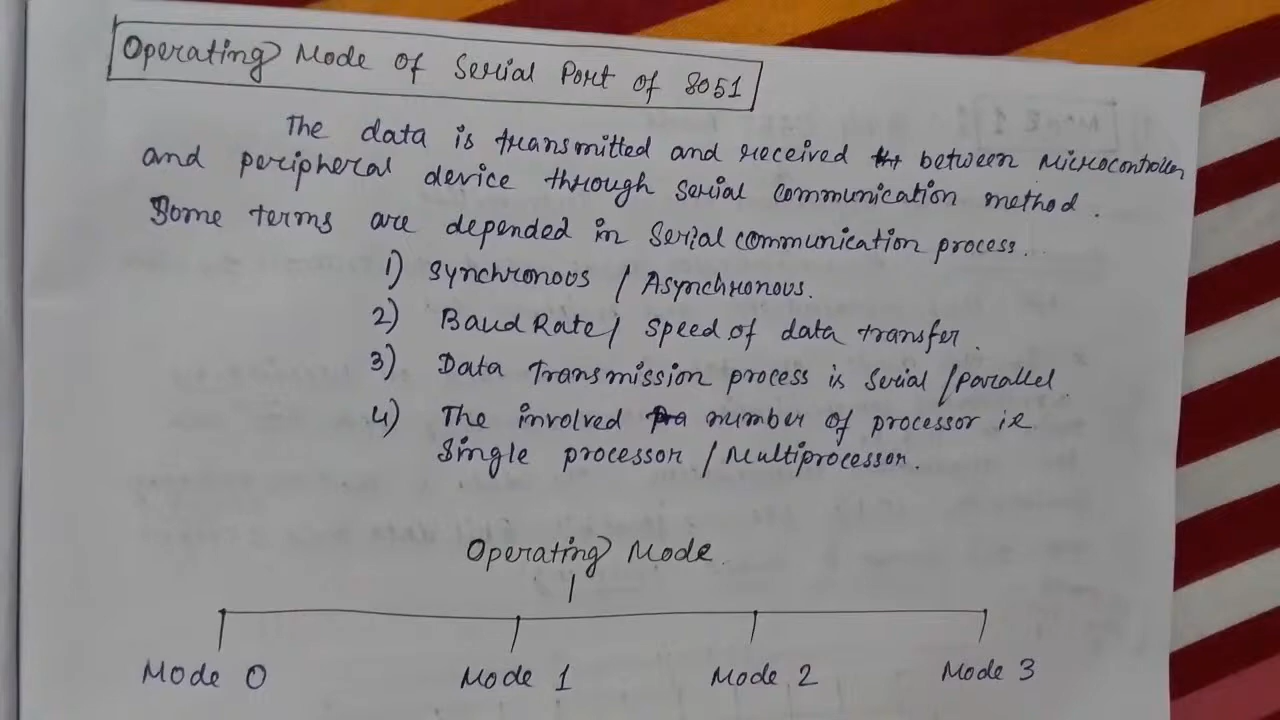 Operating Mode of Serial Port of 8051
The data is transmitted and received between Microcontroller
and peripheral device through serial communication method.
Some terms are depended in Serial communication process...
1) Synchronous / Asynchronous.
2) Baud Rate / Speed of data transfer.
3) Data Transmission process is Serial / parallel.
4) The involved number of processor ie
Single processor / Multiprocessor.
Operating Mode.
Mode 0 Mode 1 Mode 2 Mode 3